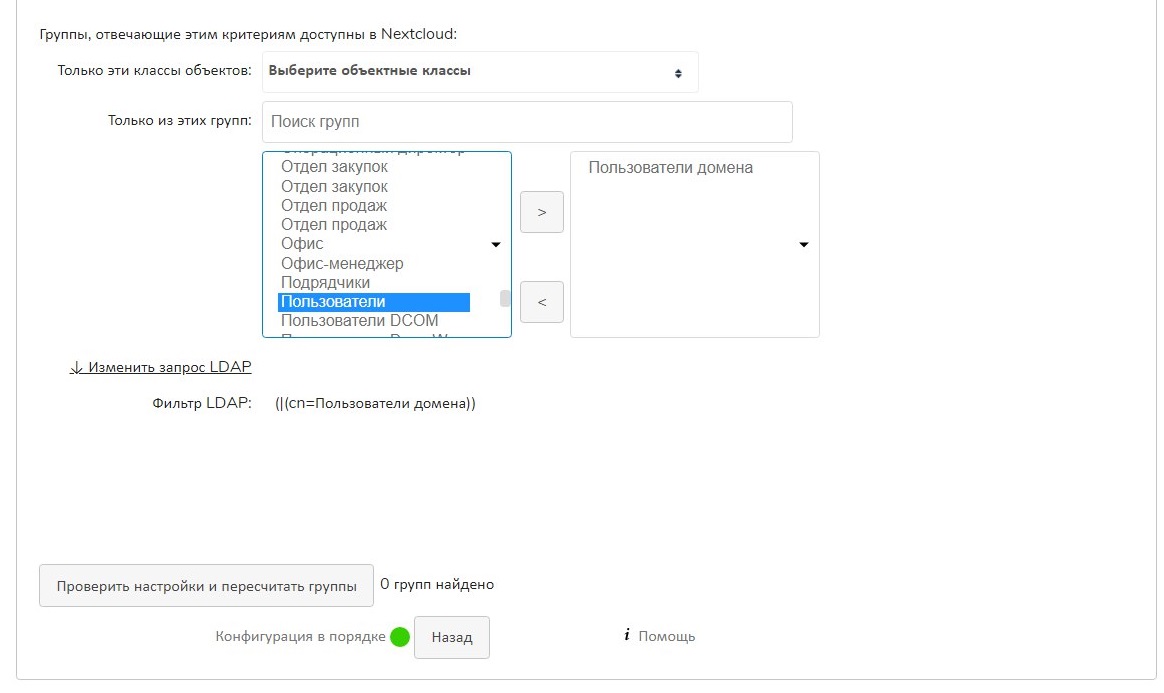 Группы, отвечающие этим критериям доступны в Nextcloud:
Только эти классы объектов: Выберите объектные классы
Только из этих групп: Поиск групп
Операционный директор
Отдел закупок
Отдел закупок
Отдел продаж
Отдел продаж
Офис
Офис-менеджер
Подрядчики
Пользователи
Пользователи DCOM
Пользователи домена
>
<
↓ Изменить запрос LDAP
Фильтр LDAP: (|(cn=Пользователи домена))
Проверить настройки и пересчитать группы 0 групп найдено
Конфигурация в порядке Назад i Помощь